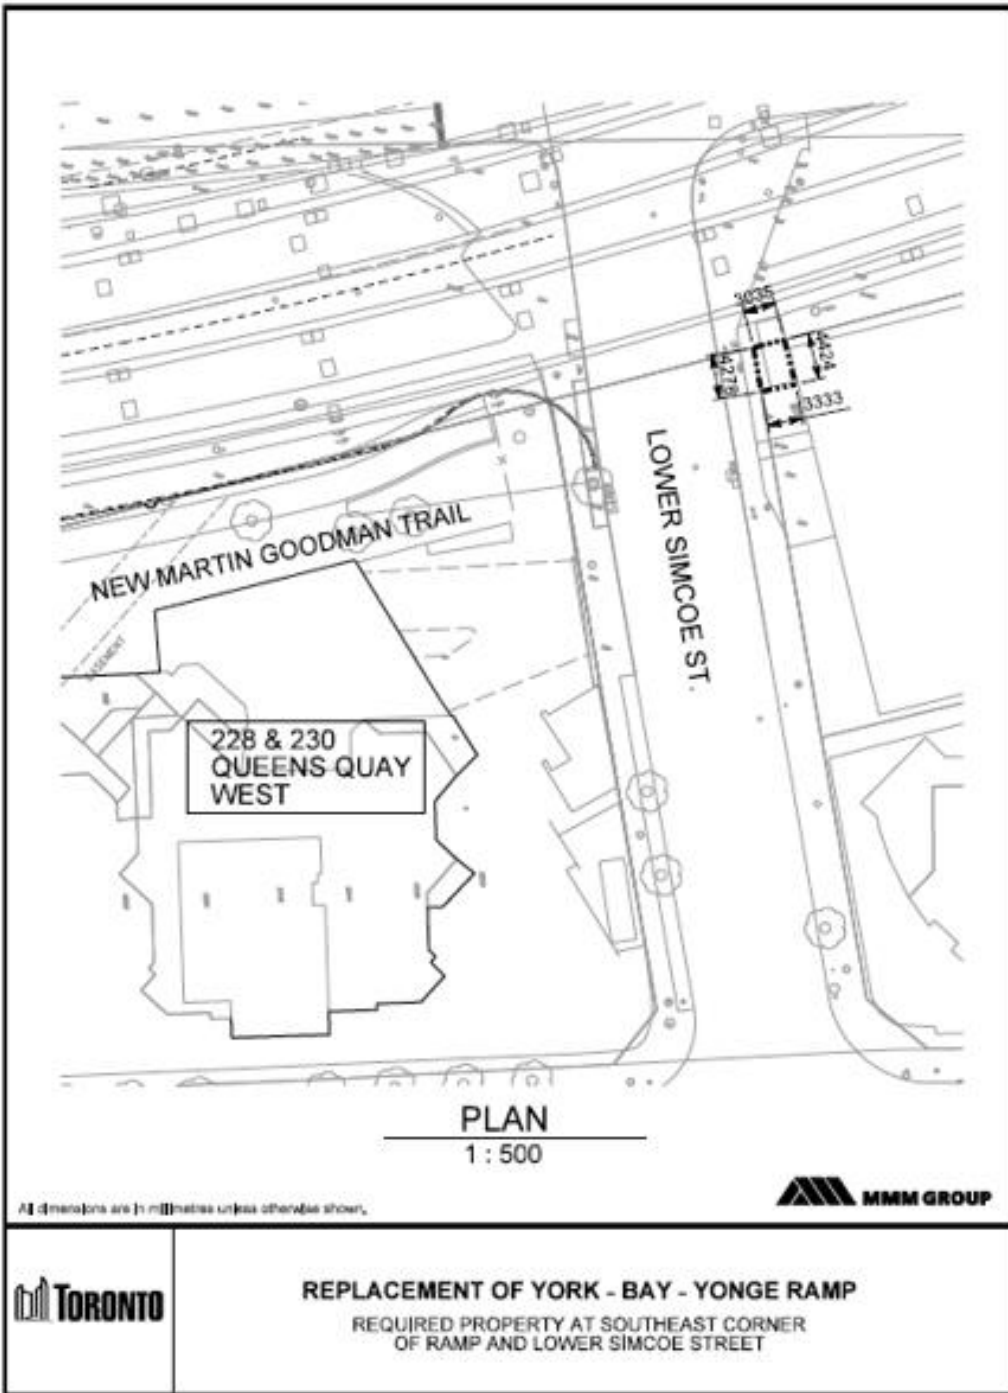 3035
4424
4278
3333
LOWER SIMCOE ST.
NEW MARTIN GOODMAN TRAIL
EASEMENT
228 & 230
QUEENS QUAY
WEST
PLAN
1 : 500
All dimensions are in millimetres unless otherwise shown.
MMM GROUP
TORONTO
REPLACEMENT OF YORK - BAY - YONGE RAMP
REQUIRED PROPERTY AT SOUTHEAST CORNER
OF RAMP AND LOWER SIMCOE STREET